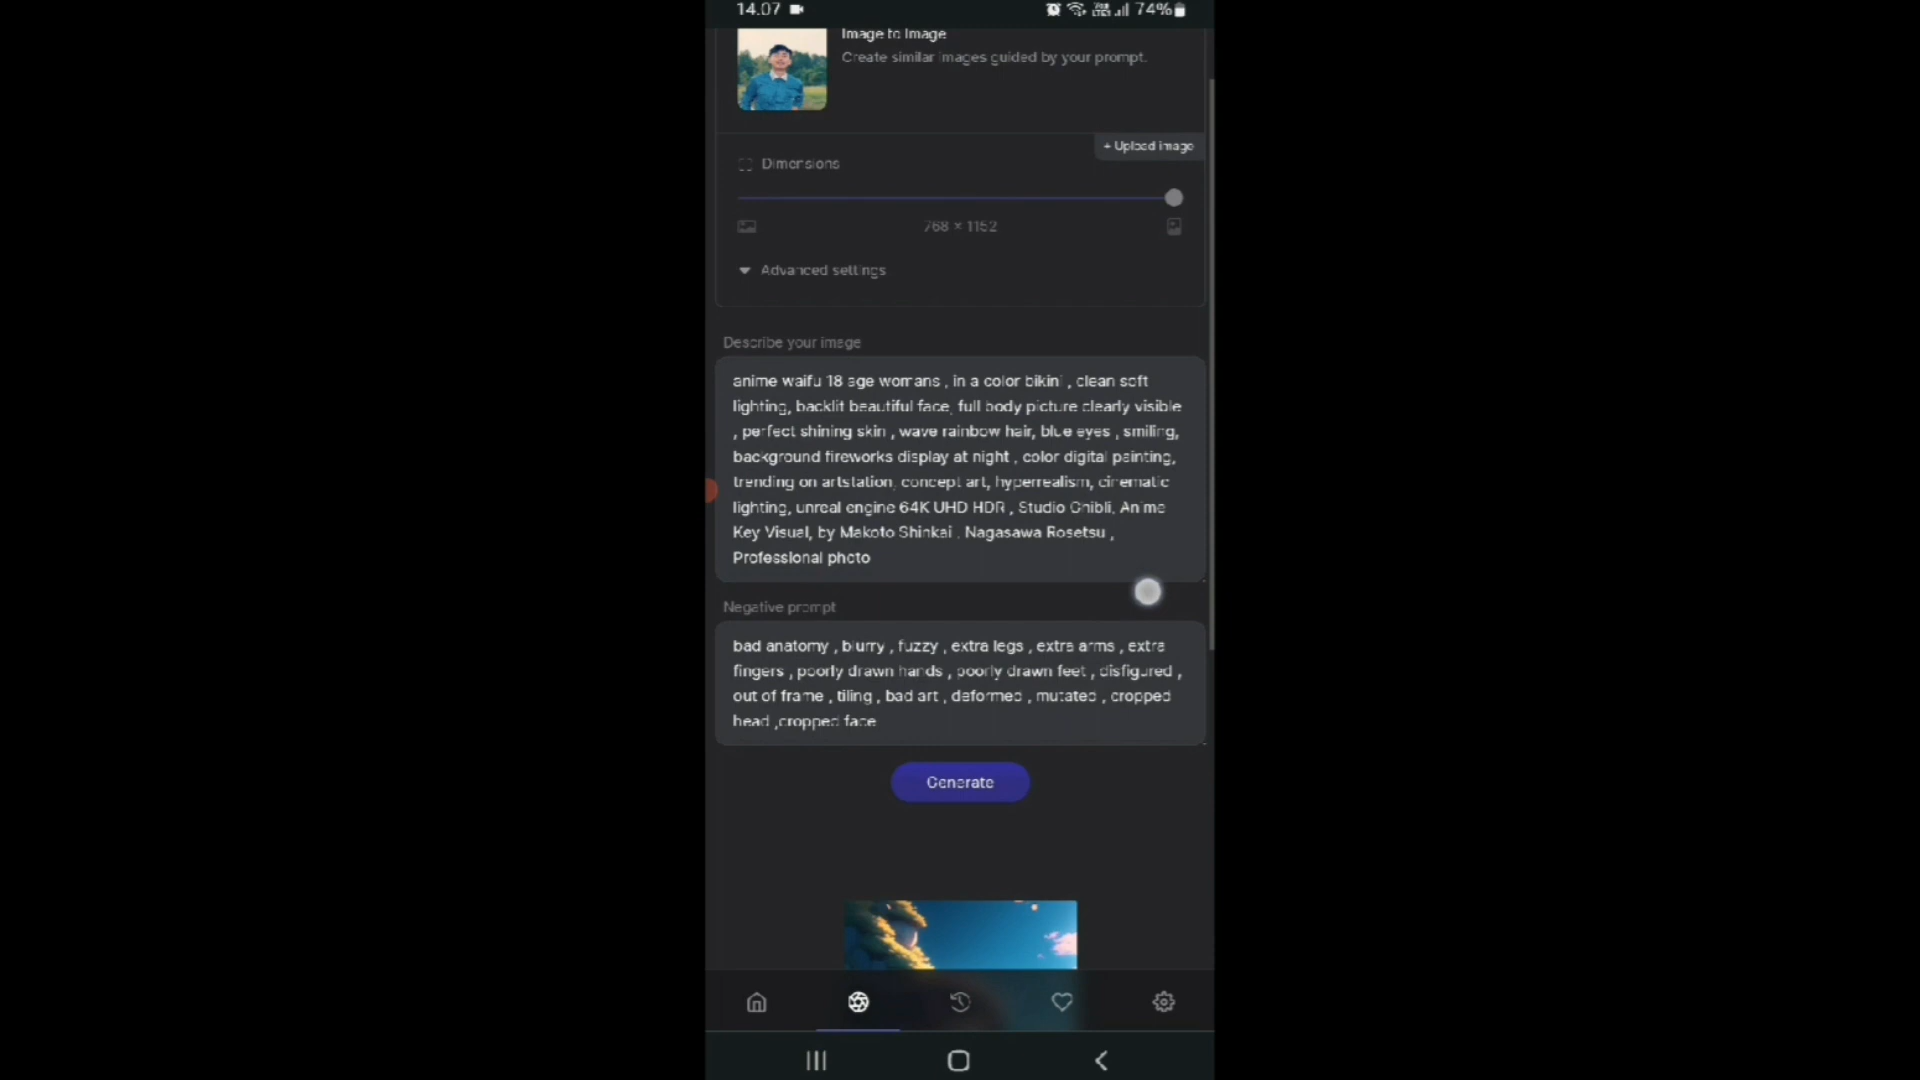 14.07
74%
Image to Image
Create similar images guided by your prompt.
+ Upload image
Dimensions
768 × 1152
Advanced settings
Describe your image
anime waifu 18 age womans , in a color bikini , clean soft
lighting, backlit beautiful face, full body picture clearly visible
, perfect shining skin , wave rainbow hair, blue eyes , smiling,
background fireworks display at night , color digital painting,
trending on artstation, concept art, hyperrealism, cinematic
lighting, unreal engine 64K UHD HDR , Studio Ghibli, Anime
Key Visual, by Makoto Shinkai , Nagasawa Rosetsu ,
Professional photo
Negative prompt
bad anatomy , blurry , fuzzy , extra legs , extra arms , extra
fingers , poorly drawn hands , poorly drawn feet , disfigured ,
out of frame , tiling , bad art , deformed , mutated , cropped
head ,cropped face
Generate